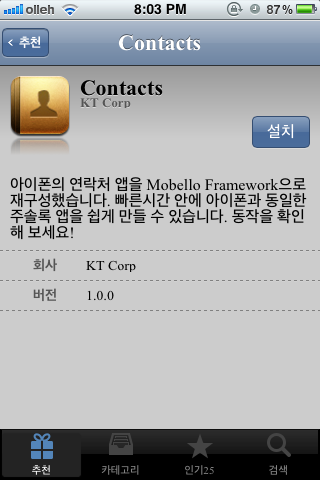 olleh 8:03 PM 87%
추천 Contacts
Contacts
KT Corp
설치
아이폰의 연락처 앱을 Mobello Framework으로
재구성했습니다. 빠른시간 안에 아이폰과 동일한
주솔록 앱을 쉽게 만들 수 있습니다. 동작을 확인
해 보세요!
회사 KT Corp
버전 1.0.0
추천 카테고리 인기25 검색